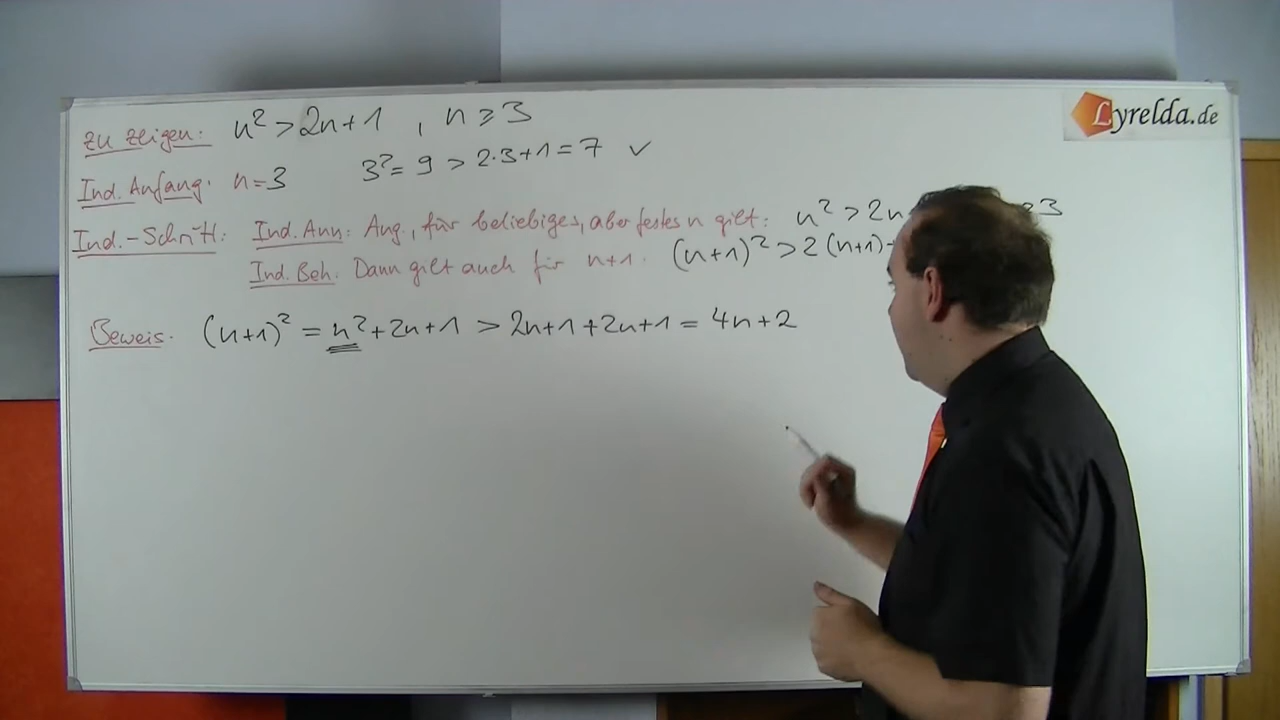 Lyrelda.de
zu zeigen: n² > 2n+1 , n ≥ 3
Ind. Anfang: n=3 3² = 9 > 2·3+1 = 7 ✓
Ind.-Schritt: Ind. Ann: Ang., für beliebiges, aber festes n gilt: n² > 2n ≥3
Ind. Beh. Dann gilt auch für n+1: (n+1)² > 2(n+1)
Beweis: (n+1)² = n²+2n+1 > 2n+1+2n+1 = 4n+2